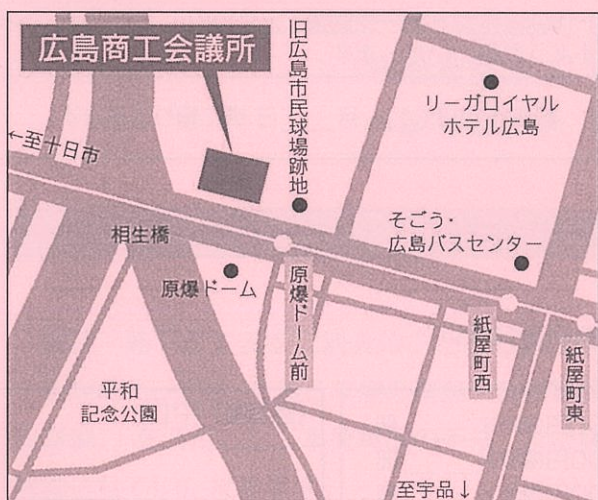 広島商工会議所
旧広島市民球場跡地
リーガロイヤル
ホテル広島
←至十日市
そごう・
広島バスセンター
相生橋
原爆ドーム
原爆ドーム前
紙屋町西
紙屋町東
平和
記念公園
至宇品↓